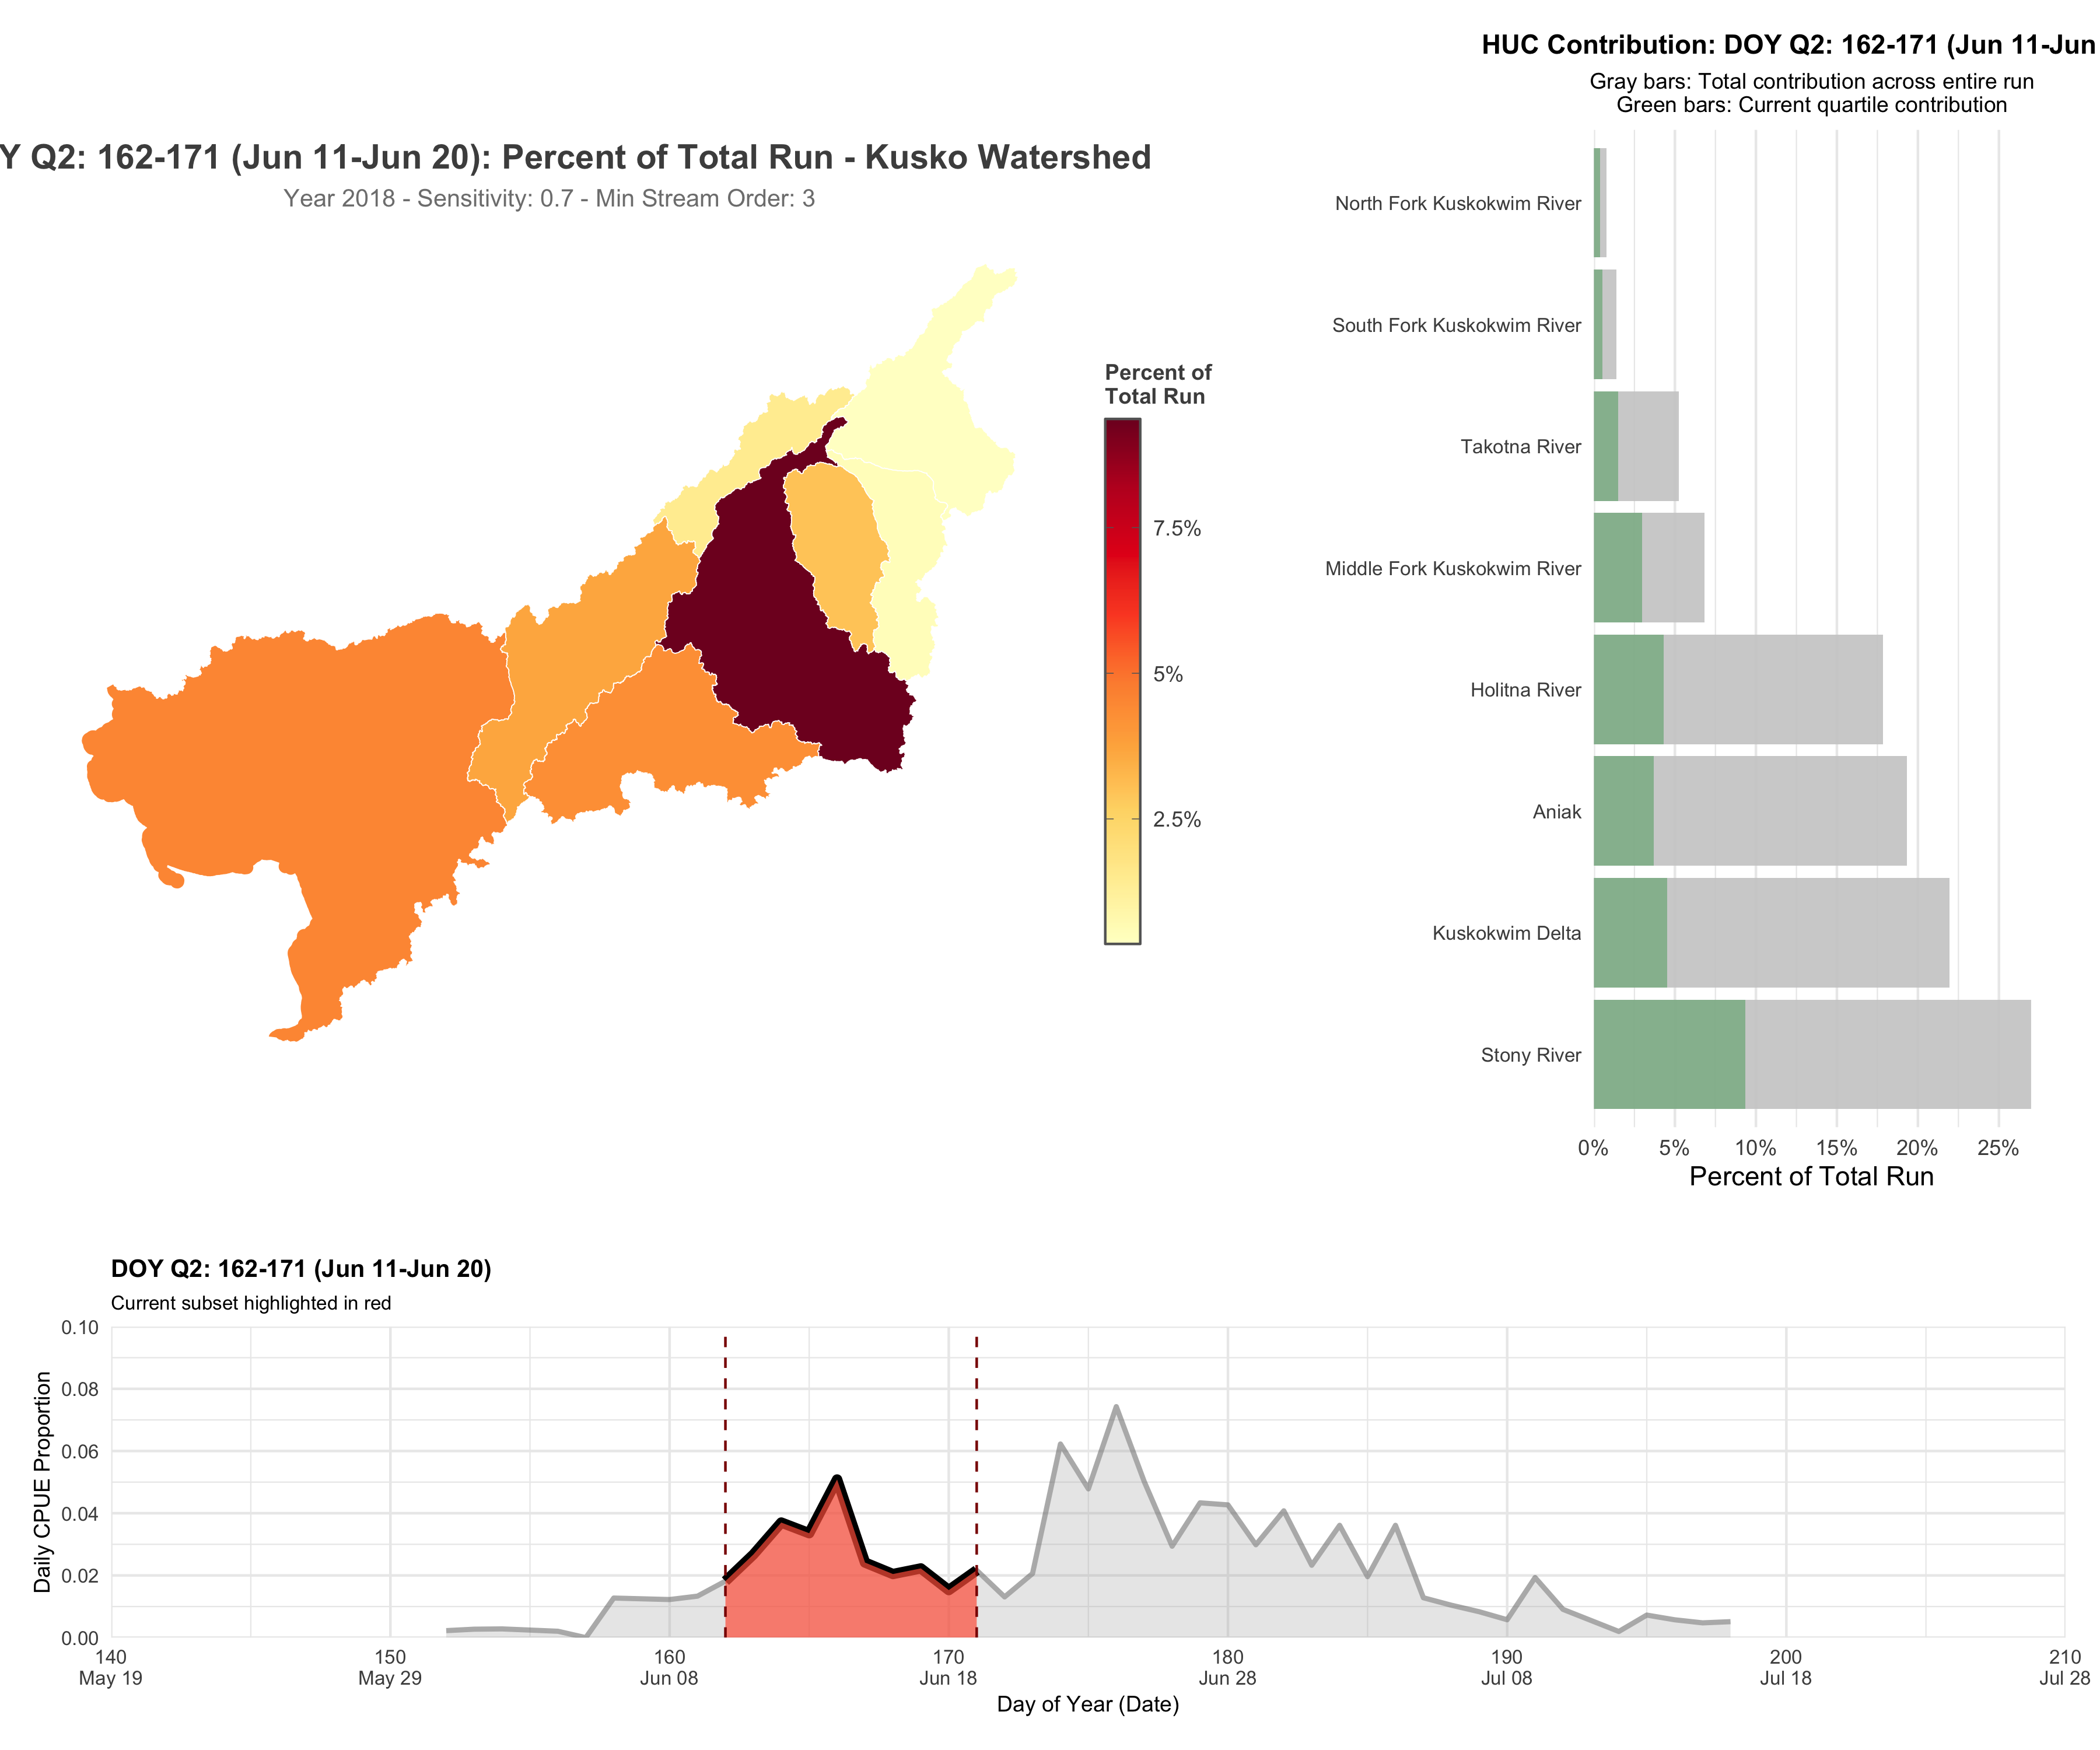 Y Q2: 162-171 (Jun 11-Jun 20): Percent of Total Run - Kusko Watershed
Year 2018 - Sensitivity: 0.7 - Min Stream Order: 3
Percent of
Total Run
7.5%
5%
2.5%
HUC Contribution: DOY Q2: 162-171 (Jun 11-Jun
Gray bars: Total contribution across entire run
Green bars: Current quartile contribution
North Fork Kuskokwim River
South Fork Kuskokwim River
Takotna River
Middle Fork Kuskokwim River
Holitna River
Aniak
Kuskokwim Delta
Stony River
0% 5% 10% 15% 20% 25%
Percent of Total Run
DOY Q2: 162-171 (Jun 11-Jun 20)
Current subset highlighted in red
Daily CPUE Proportion
0.10
0.08
0.06
0.04
0.02
0.00
140 150 160 170 180 190 200 210
May 19 May 29 Jun 08 Jun 18 Jun 28 Jul 08 Jul 18 Jul 28
Day of Year (Date)